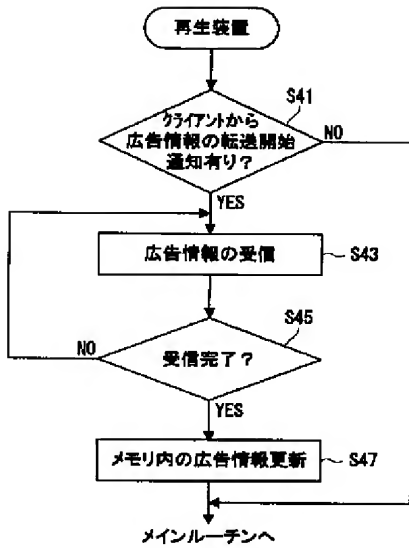 再生装置
S41
クライアントから
広告情報の転送開始
通知有り？
NO
YES
広告情報の受信
S43
S45
NO
受信完了？
YES
メモリ内の広告情報更新
S47
メインルーチンへ